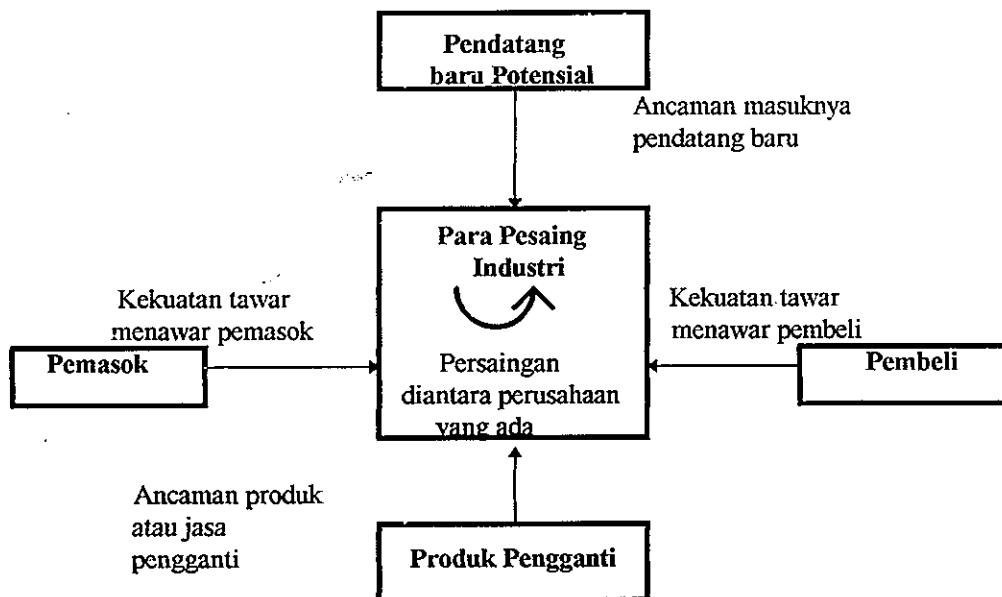 Pendatang
baru Potensial
Ancaman masuknya
pendatang baru
Para Pesaing
Industri
Kekuatan tawar
menawar pemasok
Kekuatan tawar
menawar pembeli
Pemasok
Persaingan
diantara perusahaan
yang ada
Pembeli
Ancaman produk
atau jasa
pengganti
Produk Pengganti